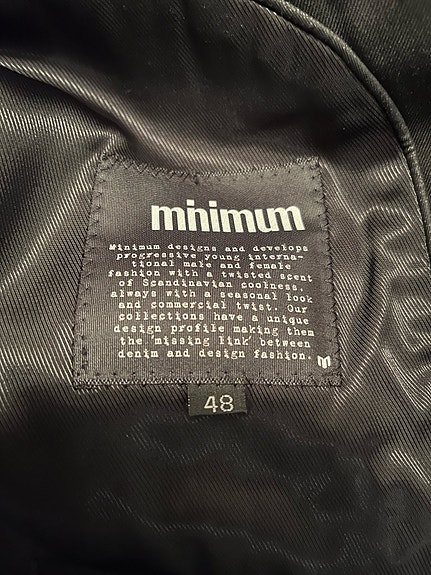 minimum
Minimum designs and develops
progressive young interna-
tional male and female
fashion with a twisted scent
of Scandinavian coolness,
always with a seasonal look
and commercial twist. Our
collections have a unique
design profile making them
the 'missing link' between
denim and design fashion.
48